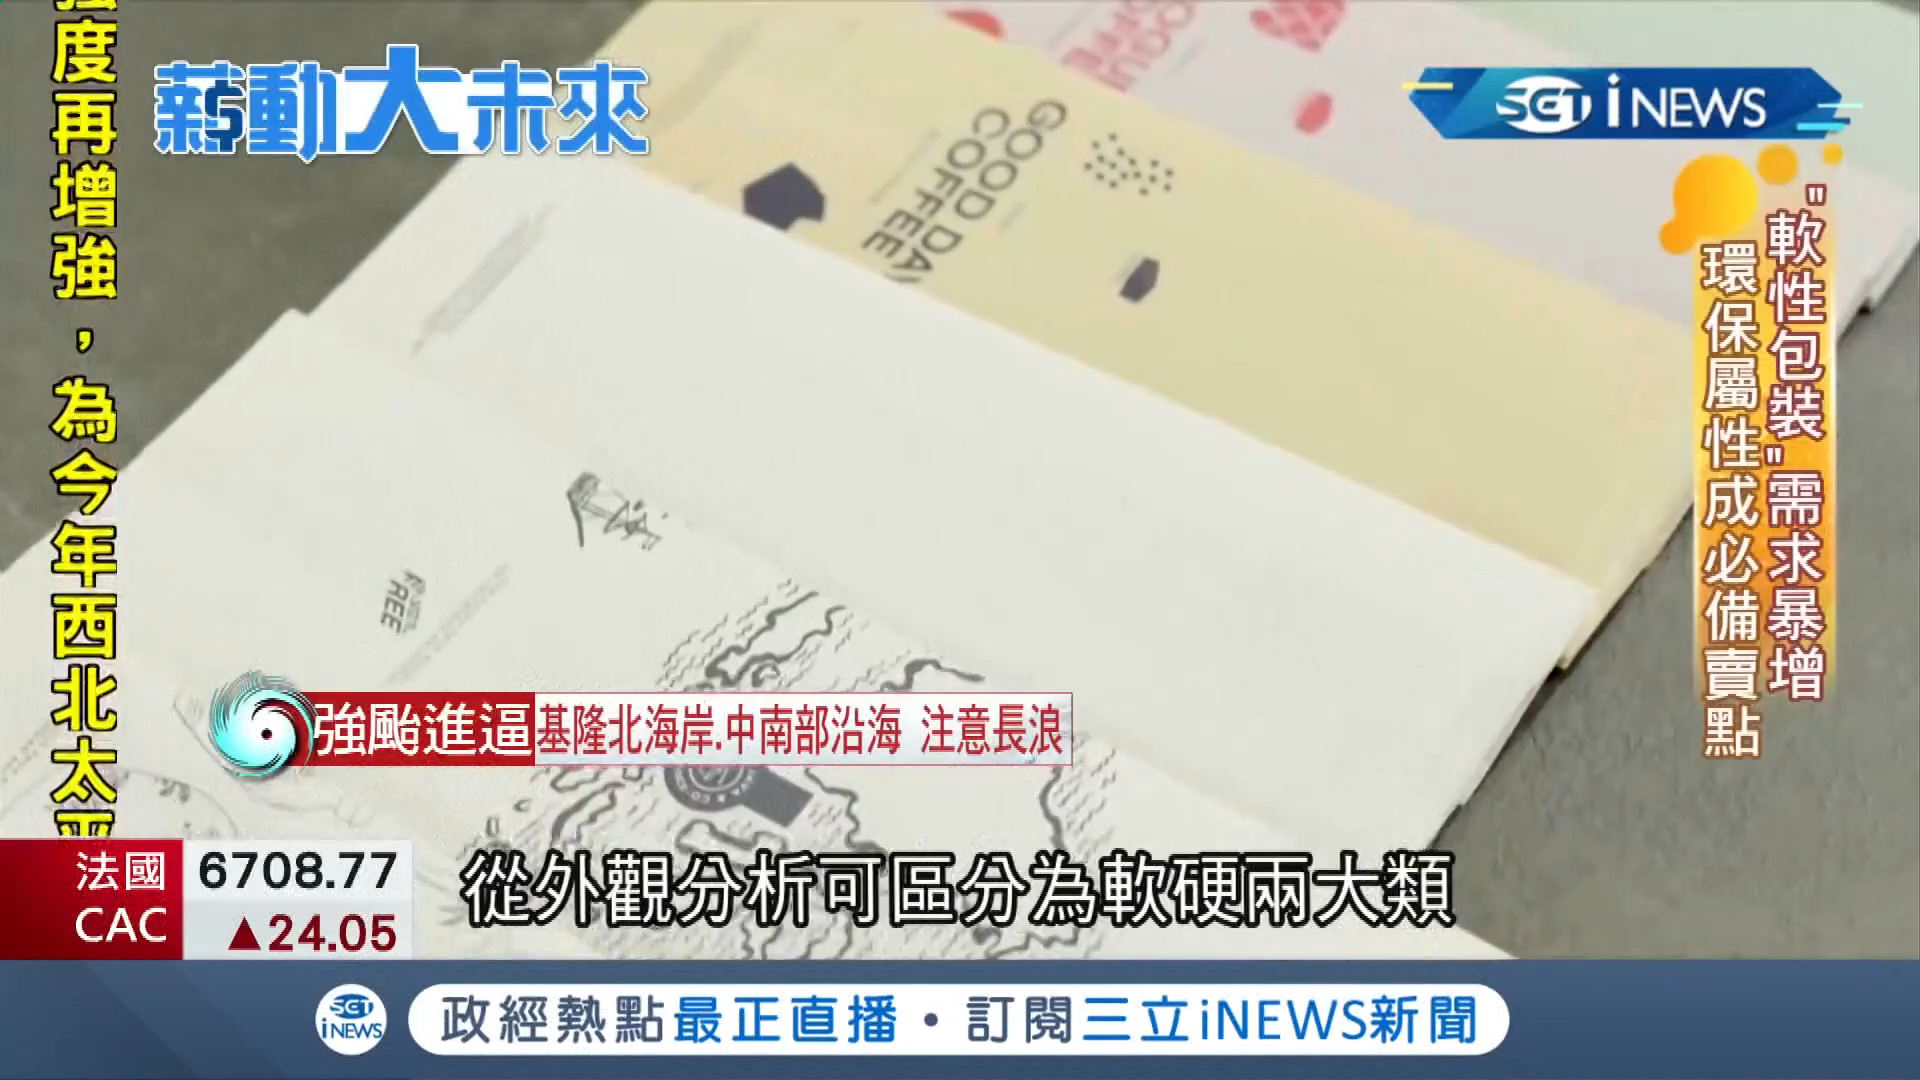 強度再增強，為今年西北太平
薪動大未來
SET iNEWS
"軟性包裝"需求暴增
環保屬性成必備賣點
GOOD DAY
COFFEE
COFFEE
FREE
強颱進逼
基隆北海岸.中南部沿海 注意長浪
法國
CAC
6708.77
▲24.05
從外觀分析可區分為軟硬兩大類
SET
iNEWS
政經熱點最正直播・訂閱三立iNEWS新聞